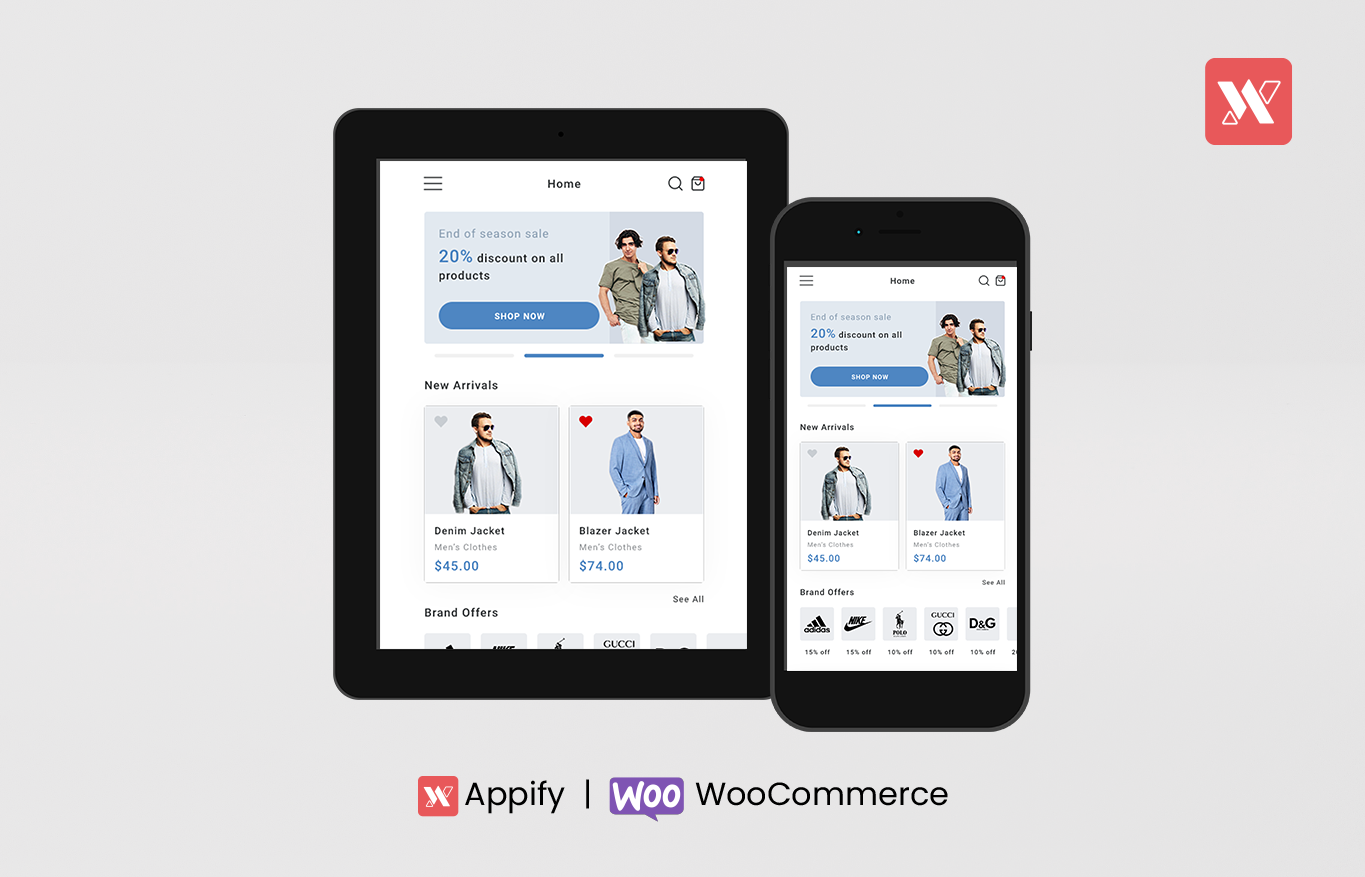 Home
End of season sale
20% discount on all
products
SHOP NOW
New Arrivals
Denim Jacket
Men's Clothes
$45.00
Blazer Jacket
Men's Clothes
$74.00
See All
Brand Offers
GUCCI
Home
End of season sale
20% discount on all
products
SHOP NOW
New Arrivals
Denim Jacket
Men's Clothes
$45.00
Blazer Jacket
Men's Clothes
$74.00
See All
Brand Offers
adidas
NIKE
POLO
GUCCI
D&G
15% off
15% off
10% off
10% off
10% off
Appify | WOO WooCommerce